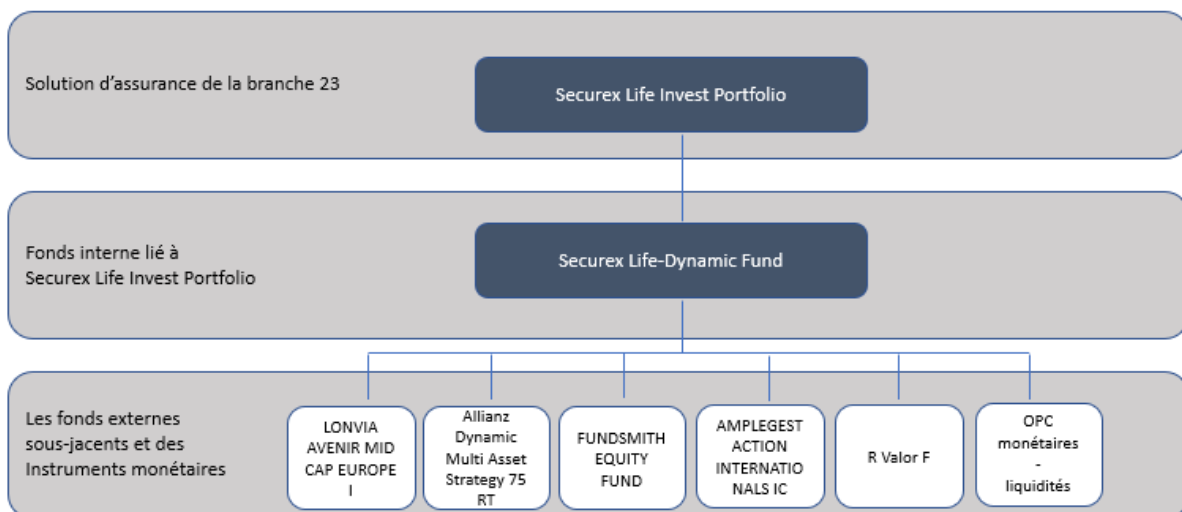 Solution d'assurance de la branche 23
Securex Life Invest Portfolio
Fonds interne lié à
Securex Life Invest Portfolio
Securex Life-Dynamic Fund
Les fonds externes
sous-jacents et des
Instruments monétaires
LONVIA
AVENIR MID
CAP EUROPE
I
Allianz
Dynamic
Multi Asset
Strategy 75
RT
FUNDSMITH
EQUITY
FUND
AMPLEGEST
ACTION
INTERNATIO
NALS IC
R Valor F
OPC
monétaires
-
liquidités